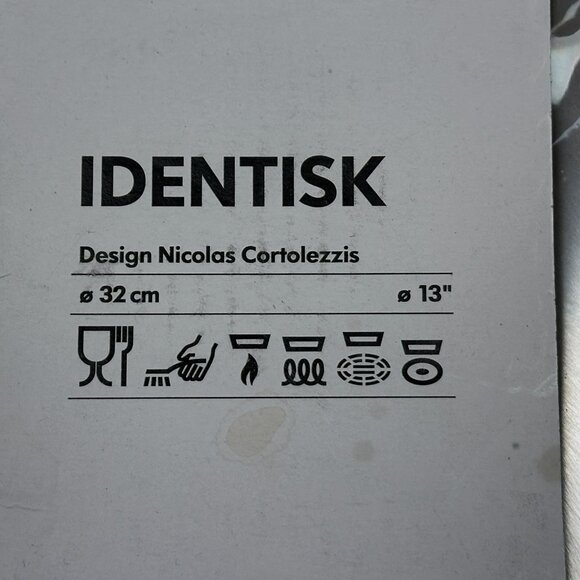 IDENTISK
Design Nicolas Cortolezzis
ø 32 cm ø 13"